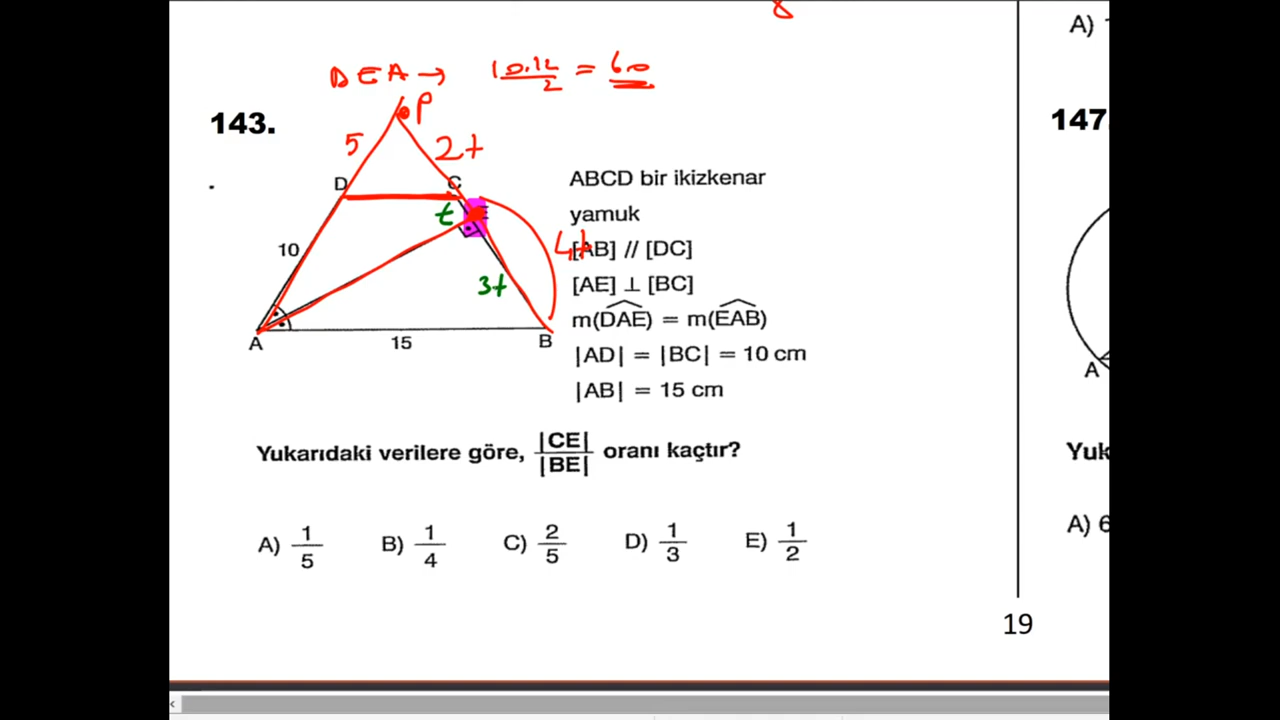 A)
DEA → 10.12/2 = 60
143.
P
5
2t
147.
D
C
t
10
4t
3t
A
15
B
ABCD bir ikizkenar
yamuk
[AB] // [DC]
[AE] ⊥ [BC]
m(DAE) = m(EAB)
|AD| = |BC| = 10 cm
|AB| = 15 cm
A
Yukarıdaki verilere göre, |CE|/|BE| oranı kaçtır?
Yuk
A) 1/5 B) 1/4 C) 2/5 D) 1/3 E) 1/2
A) 6
19